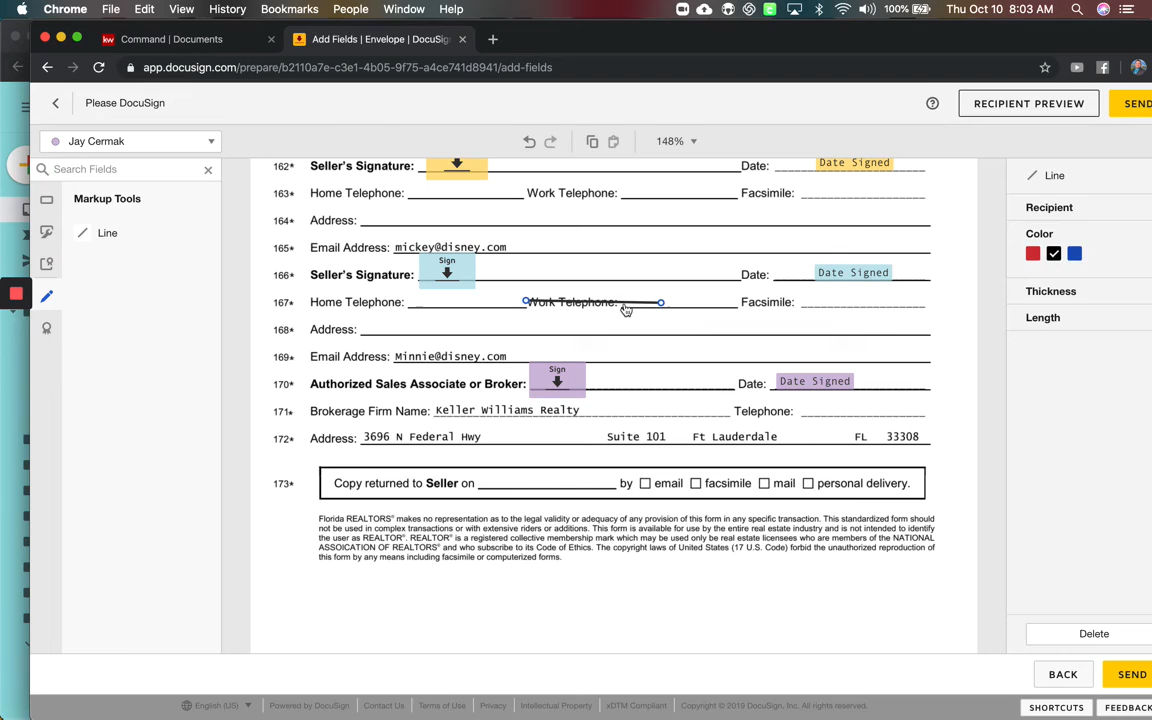 Chrome File Edit View History Bookmarks People Window Help 100% Thu Oct 10 8:03 AM
Command | Documents Add Fields | Envelope | DocuSig
app.docusign.com/prepare/b2110a7e-c3e1-4b05-9f75-a4ce741d8941/add-fields
Please DocuSign RECIPIENT PREVIEW SEND
Jay Cermak 148%
Search Fields
Markup Tools
Line
162* Seller's Signature: Date: Date Signed
163* Home Telephone: Work Telephone: Facsimile:
164* Address:
165* Email Address: mickey@disney.com
Sign
166* Seller's Signature: Date: Date Signed
167* Home Telephone: Work Telephone: Facsimile:
168* Address:
169* Email Address: Minnie@disney.com
Sign
170* Authorized Sales Associate or Broker: Date: Date Signed
171* Brokerage Firm Name: Keller Williams Realty Telephone:
172* Address: 3696 N Federal Hwy Suite 101 Ft Lauderdale FL 33308
173* Copy returned to Seller on by email facsimile mail personal delivery.
Florida REALTORS® makes no representation as to the legal validity or adequacy of any provision of this form in any specific transaction. This standardized form should
not be used in complex transactions or with extensive riders or additions. This form is available for use by the entire real estate industry and is not intended to identify
the user as REALTOR®. REALTOR® is a registered collective membership mark which may be used only be real estate licensees who are members of the NATIONAL
ASSOICATION OF REALTORS® and who subscribe to its Code of Ethics. The copyright laws of United States (17 U.S. Code) forbid the unauthorized reproduction of
this form by any means including facsimile or computerized forms.
Line
Recipient
Color
Thickness
Length
Delete
BACK SEND
English (US) Powered by DocuSign Contact Us Terms of Use Privacy Intellectual Property xDTM Compliant Copyright © 2019 DocuSign, Inc. All rights reserved.
SHORTCUTS FEEDBACK